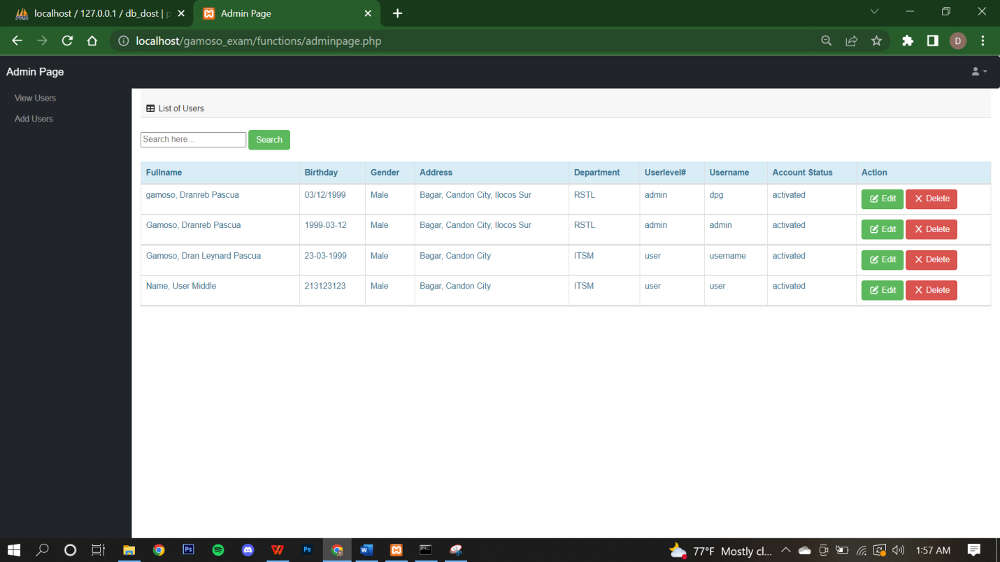 localhost / 127.0.0.1 / db_dost | p
Admin Page
localhost/gamoso_exam/functions/adminpage.php
D
Admin Page
View Users
Add Users
List of Users
Search here... Search
Fullname Birthday Gender Address Department Userlevel# Username Account Status Action
gamoso, Dranreb Pascua 03/12/1999 Male Bagar, Candon City, Ilocos Sur RSTL admin dpg activated Edit Delete
Gamoso, Dranreb Pascua 1999-03-12 Male Bagar, Candon City, Ilocos Sur RSTL admin admin activated Edit Delete
Gamoso, Dran Leynard Pascua 23-03-1999 Male Bagar, Candon City ITSM user username activated Edit Delete
Name, User Middle 213123123 Male Bagar, Candon City ITSM user user activated Edit Delete
Ps
Ps
77°F Mostly cl... 1:57 AM